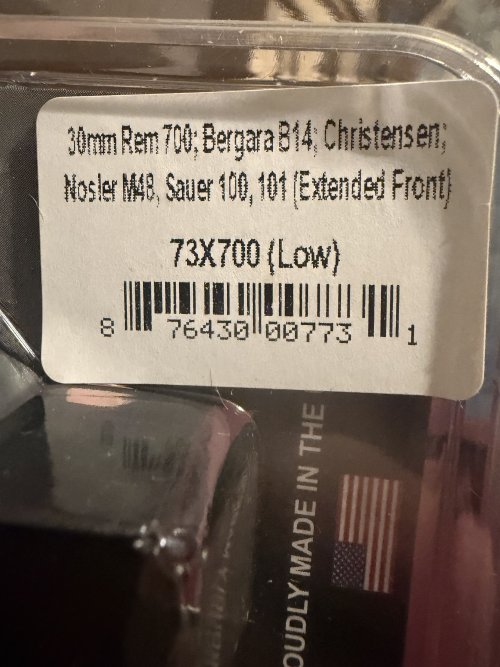 30mm Rem 700; Bergara B14; Christensen;
Nosler M48, Sauer 100, 101 (Extended Front)
73X700 (Low)
8 76430 00773 1
OUDLY MADE IN THE